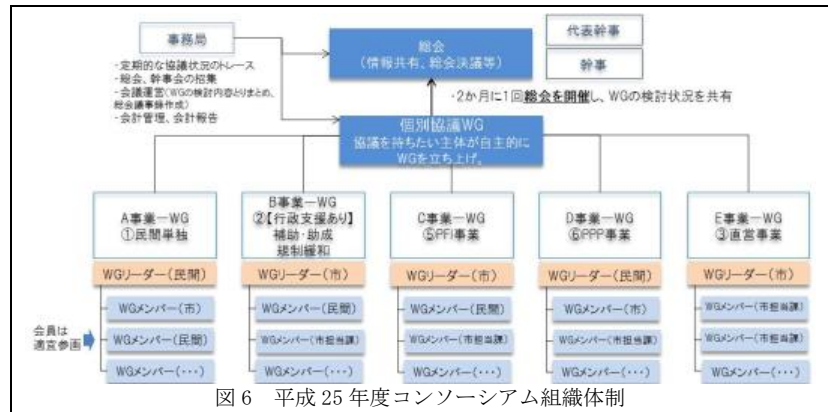 事務局
・定期的な協議状況のトレース
・総会、幹事会の招集
・会議運営(WGの検討内容とりまとめ、
総会議事録作成)
・会計管理、会計報告
総会
(情報共有、総会決議等)
代表幹事
幹事
・2か月に1回総会を開催し、WGの検討状況を共有
個別協議WG
協議を持ちたい主体が自主的に
WGを立ち上げ。
A事業―WG
①民間単独
WGリーダー(民間)
WGメンバー(市)
WGメンバー(民間)
WGメンバー(・・・)
B事業―WG
②【行政支援あり】
補助・助成
規制緩和
WGリーダー(市)
WGメンバー(民間)
WGメンバー(市担当課)
WGメンバー(・・・)
C事業―WG
⑤PFI事業
WGリーダー(市)
WGメンバー(民間)
WGメンバー(市担当課)
WGメンバー(・・・)
D事業―WG
⑥PPP事業
WGリーダー(民間)
WGメンバー(市)
WGメンバー(市担当課)
WGメンバー(・・・)
E事業―WG
③直営事業
WGリーダー(市)
WGメンバー(市担当課)
WGメンバー(市担当課)
WGメンバー(・・・)
会員は
適宜参画
図6 平成25年度コンソーシアム組織体制